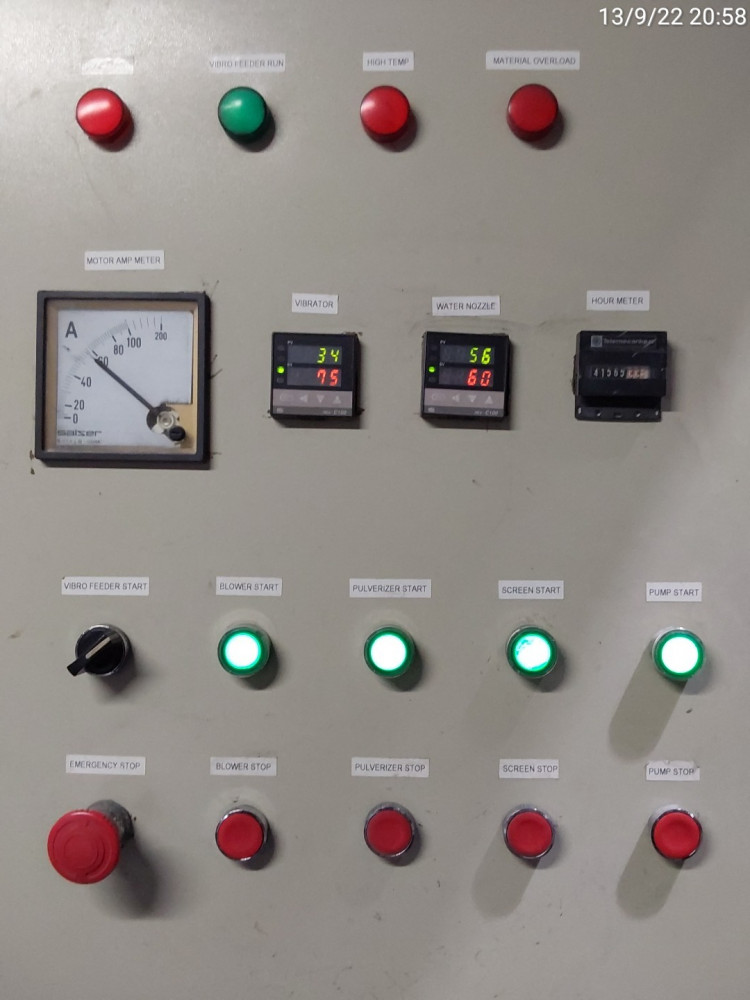 13/9/22 20:58
VIBRO FEEDER RUN
HIGH TEMP
MATERIAL OVERLOAD
MOTOR AMP METER
VIBRATOR
WATER NOZZLE
HOUR METER
A
200
100
80
60
40
20
0
34
75
56
60
VIBRO FEEDER START
BLOWER START
PULVERIZER START
SCREEN START
PUMP START
EMERGENCY STOP
BLOWER STOP
PULVERIZER STOP
SCREEN STOP
PUMP STOP